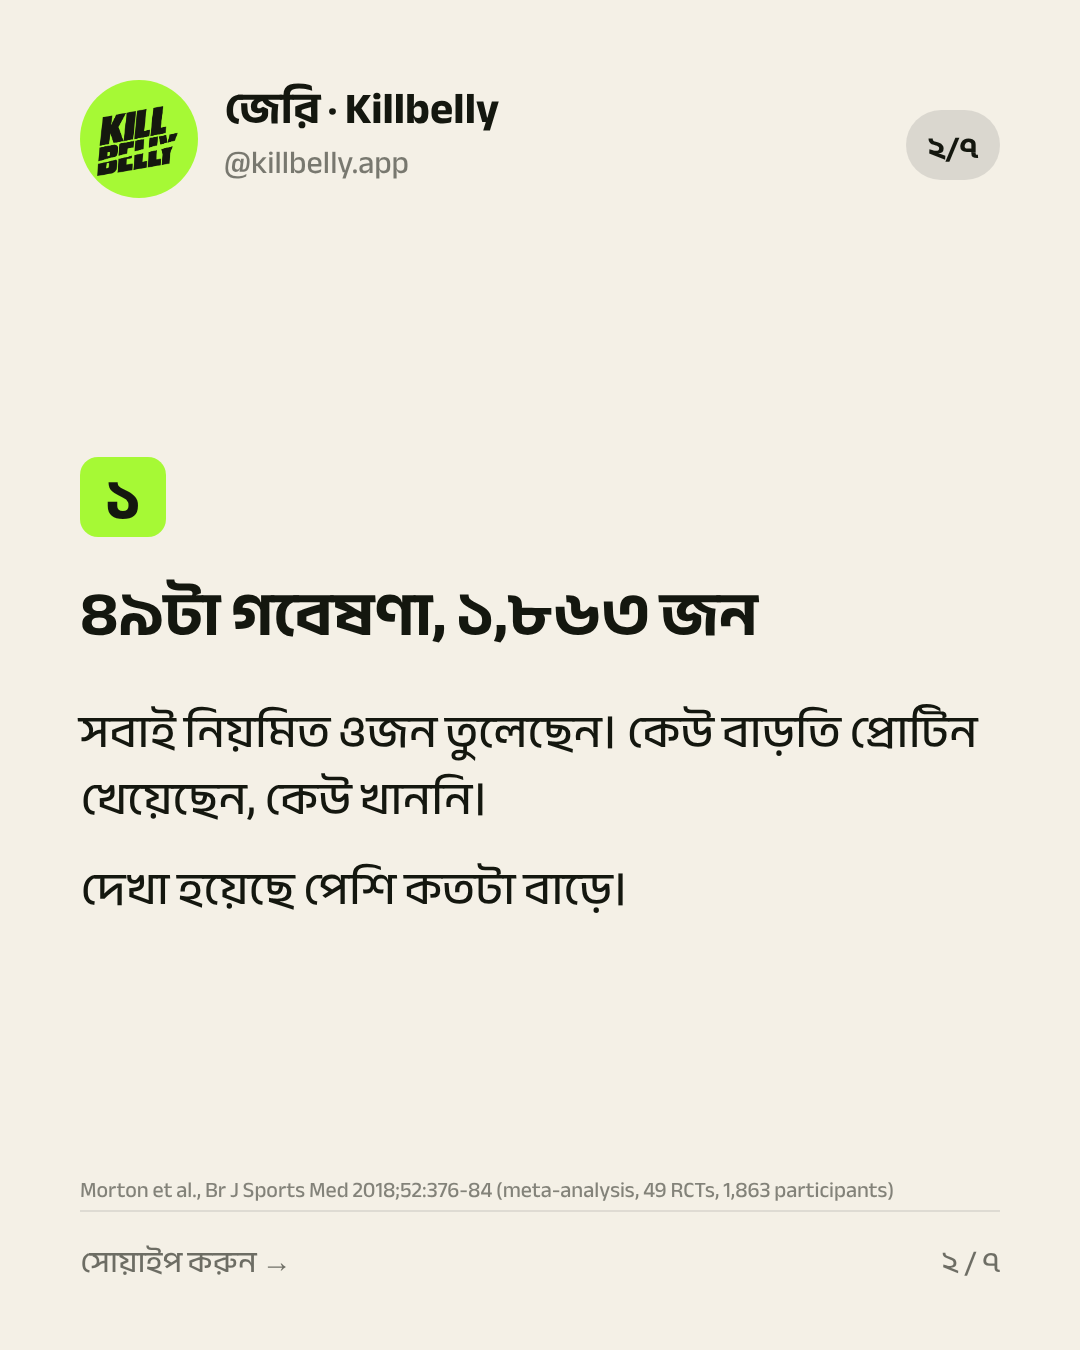 KILL
BELLY
জেরি · Killbelly
@killbelly.app
২/৭
১
৪৯টা গবেষণা, ১,৮৬৩ জন
সবাই নিয়মিত ওজন তুলেছেন। কেউ বাড়তি প্রোটিন
খেয়েছেন, কেউ খাননি।
দেখা হয়েছে পেশি কতটা বাড়ে।
Morton et al., Br J Sports Med 2018;52:376-84 (meta-analysis, 49 RCTs, 1,863 participants)
সোয়াইপ করুন →
২ / ৭